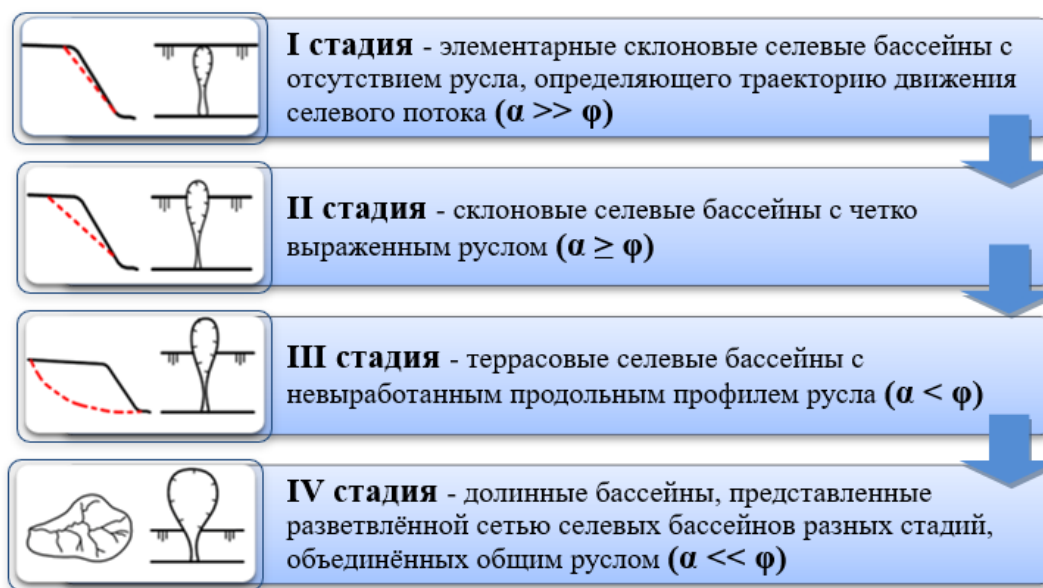 I стадия - элементарные склоновые селевые бассейны с
отсутствием русла, определяющего траекторию движения
селевого потока (α >> φ)
II стадия - склоновые селевые бассейны с четко
выраженным руслом (α ≥ φ)
III стадия - террасовые селевые бассейны с
невыработанным продольным профилем русла (α < φ)
IV стадия - долинные бассейны, представленные
разветвлённой сетью селевых бассейнов разных стадий,
объединённых общим руслом (α << φ)